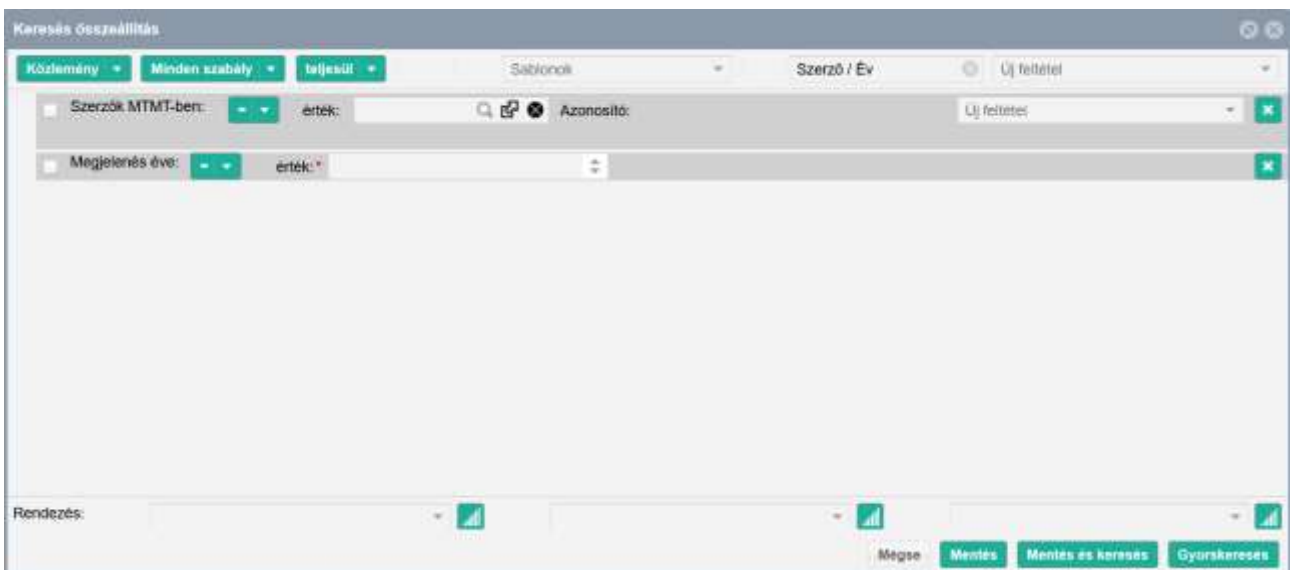 Keresés összeállítás
Közlemény Minden szabály teljesül Sablonok Szerző / Év Új feltétel
Szerzők MTMT-ben: = érték: Azonosító: Új feltétel
Megjelenés éve: = érték:*
Rendezés:
Mégse Mentés Mentés és keresés Gyorskeresés